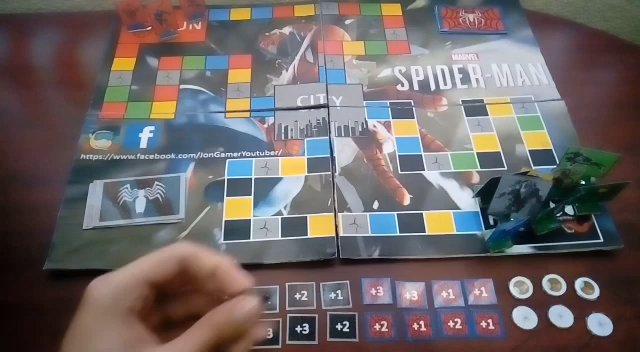 MARVEL
SPIDER-MAN
CITY
f
https://www.facebook.com/JonGamerYoutuber/
+2 +1 +3 +3 +1 +1
+3 +2 +2 +1 +2 +1